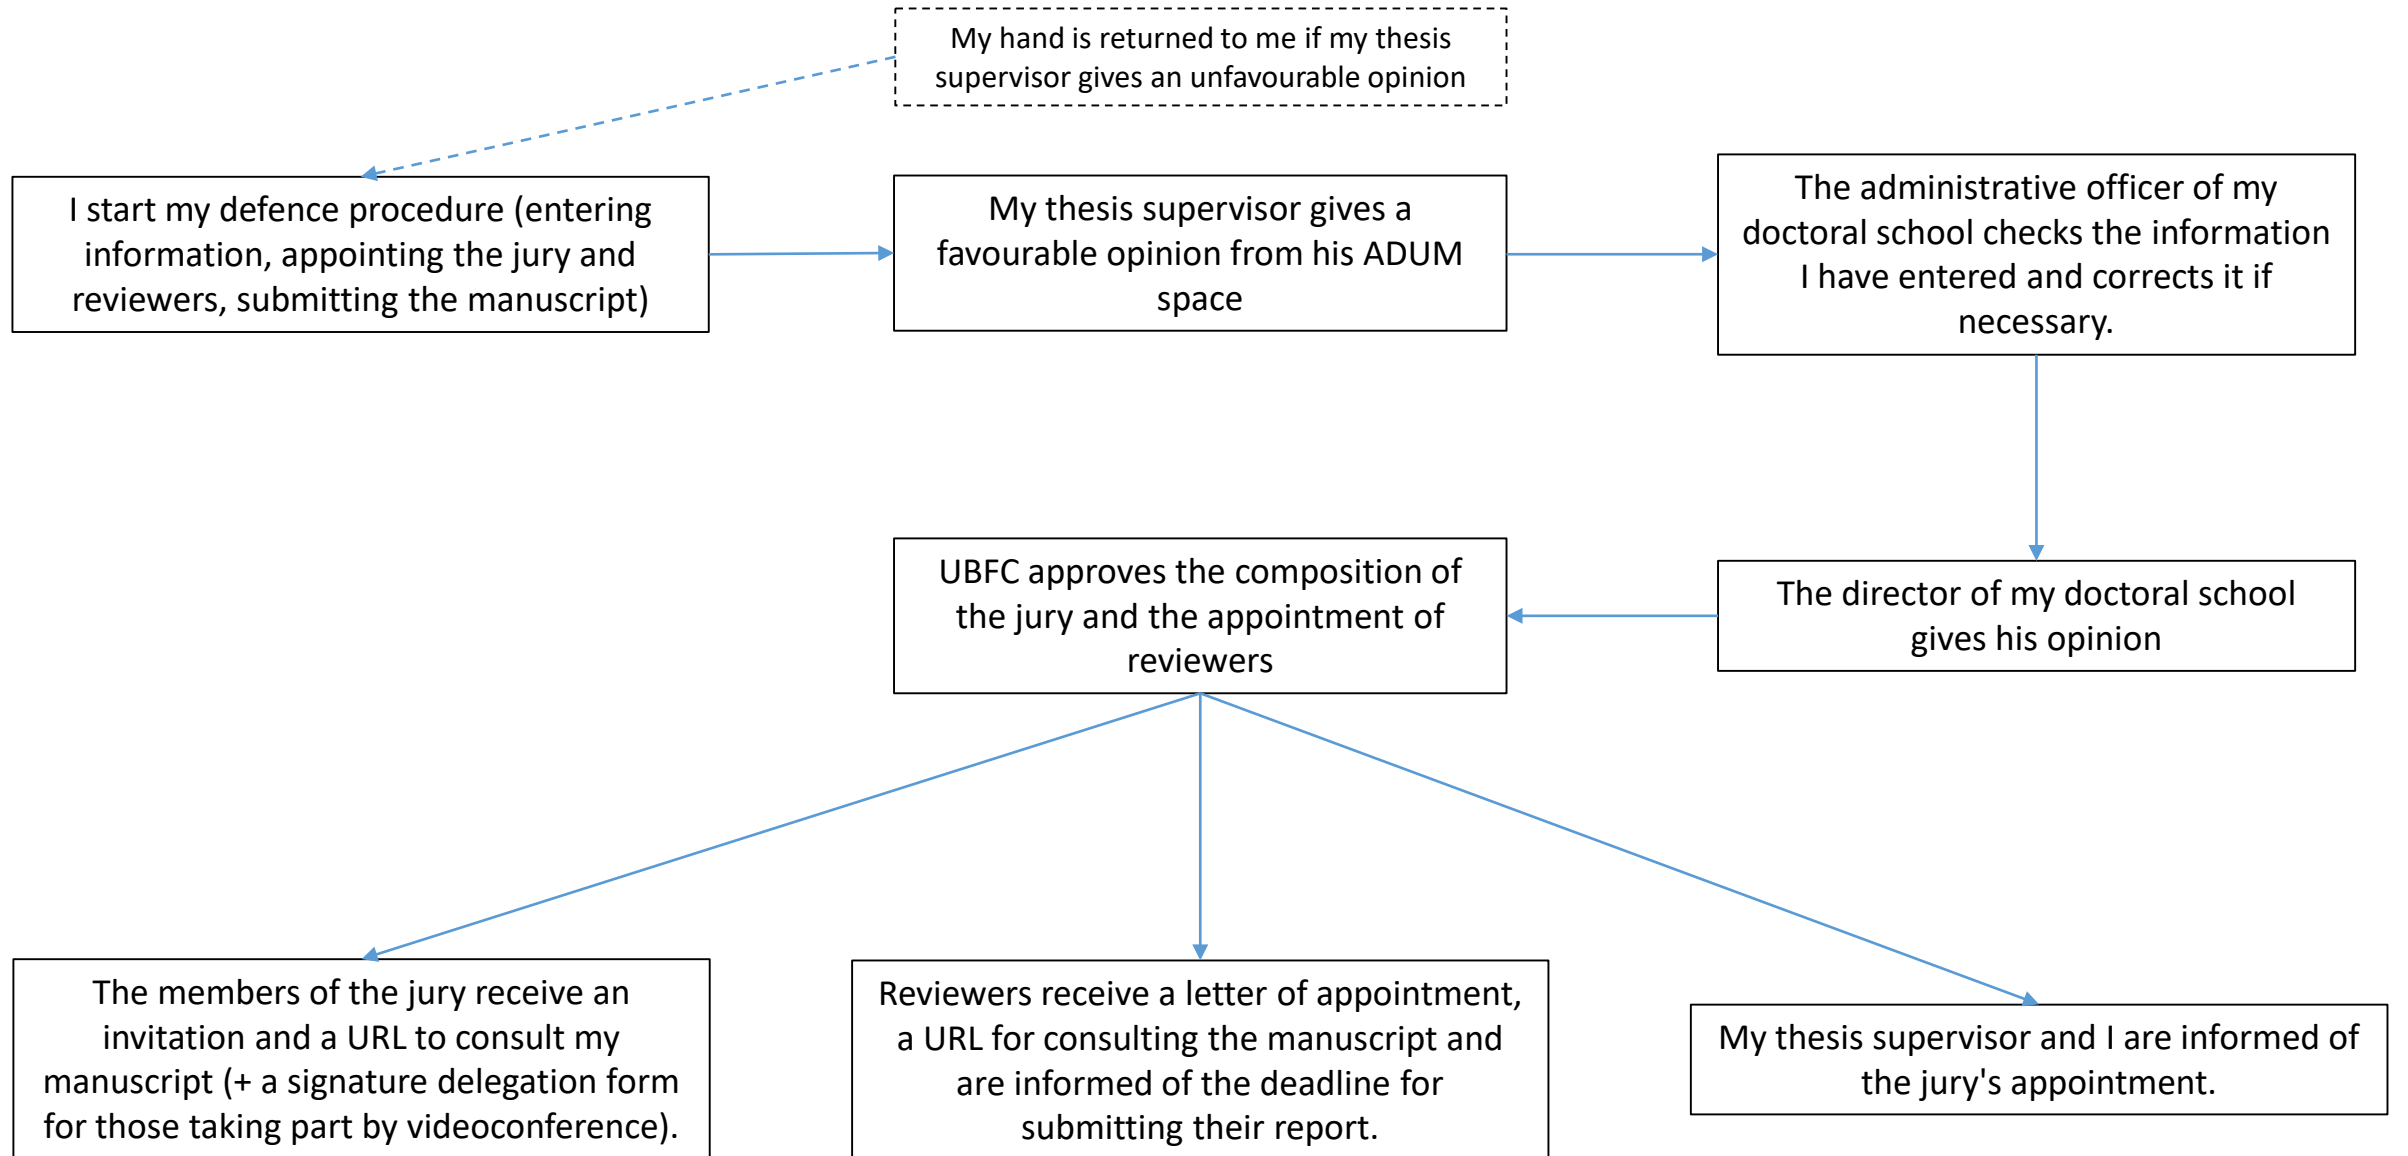 My hand is returned to me if my thesis
supervisor gives an unfavourable opinion
I start my defence procedure (entering
information, appointing the jury and
reviewers, submitting the manuscript)
My thesis supervisor gives a
favourable opinion from his ADUM
space
The administrative officer of my
doctoral school checks the information
I have entered and corrects it if
necessary.
The director of my doctoral school
gives his opinion
UBFC approves the composition of
the jury and the appointment of
reviewers
The members of the jury receive an
invitation and a URL to consult my
manuscript (+ a signature delegation form
for those taking part by videoconference).
Reviewers receive a letter of appointment,
a URL for consulting the manuscript and
are informed of the deadline for
submitting their report.
My thesis supervisor and I are informed of
the jury's appointment.